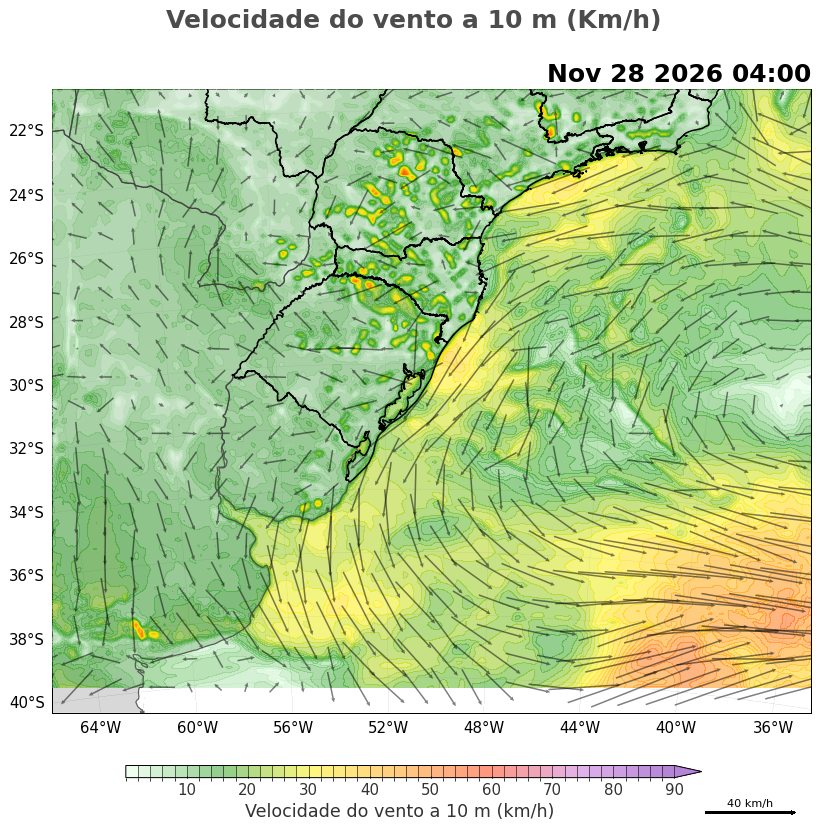 Velocidade do vento a 10 m (Km/h)
Nov 28 2026 04:00
22°S
24°S
26°S
28°S
30°S
32°S
34°S
36°S
38°S
40°S
64°W 60°W 56°W 52°W 48°W 44°W 40°W 36°W
10 20 30 40 50 60 70 80 90
Velocidade do vento a 10 m (km/h)
40 km/h